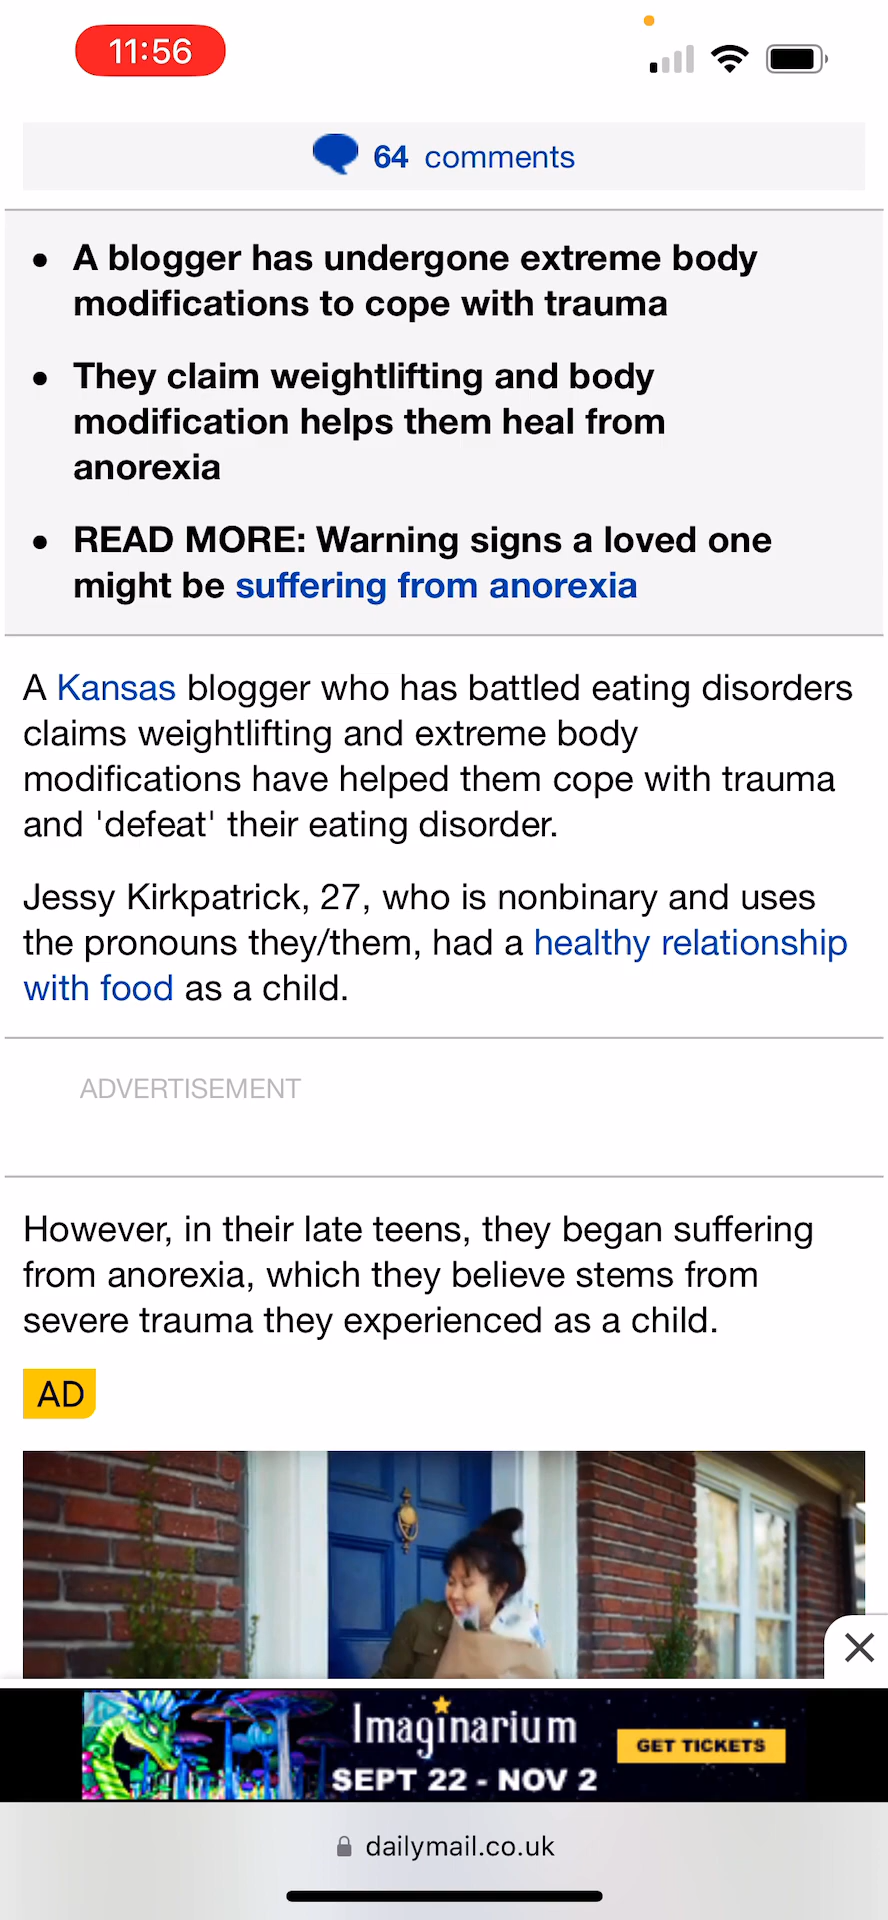 11:56
64 comments
• A blogger has undergone extreme body
modifications to cope with trauma
• They claim weightlifting and body
modification helps them heal from
anorexia
• READ MORE: Warning signs a loved one
might be suffering from anorexia
A Kansas blogger who has battled eating disorders
claims weightlifting and extreme body
modifications have helped them cope with trauma
and 'defeat' their eating disorder.
Jessy Kirkpatrick, 27, who is nonbinary and uses
the pronouns they/them, had a healthy relationship
with food as a child.
ADVERTISEMENT
However, in their late teens, they began suffering
from anorexia, which they believe stems from
severe trauma they experienced as a child.
AD
Imaginarium
SEPT 22 - NOV 2
GET TICKETS
dailymail.co.uk